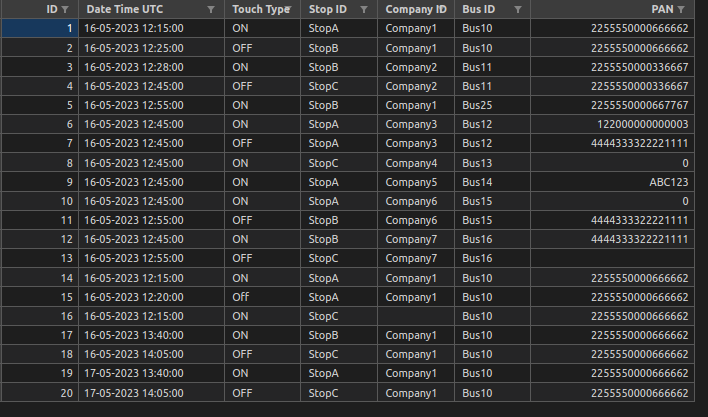 ID Date Time UTC Touch Type Stop ID Company ID Bus ID PAN
1 16-05-2023 12:15:00 ON StopA Company1 Bus10 2255550000666662
2 16-05-2023 12:25:00 OFF StopB Company1 Bus10 2255550000666662
3 16-05-2023 12:28:00 ON StopB Company2 Bus11 2255550000336667
4 16-05-2023 12:45:00 OFF StopC Company2 Bus11 2255550000336667
5 16-05-2023 12:55:00 ON StopB Company1 Bus25 2255550000667767
6 16-05-2023 12:45:00 ON StopA Company3 Bus12 122000000000003
7 16-05-2023 12:45:00 OFF StopA Company3 Bus12 4444333322221111
8 16-05-2023 12:45:00 ON StopC Company4 Bus13 0
9 16-05-2023 12:45:00 ON StopA Company5 Bus14 ABC123
10 16-05-2023 12:45:00 ON StopA Company6 Bus15 0
11 16-05-2023 12:55:00 OFF StopB Company6 Bus15 4444333322221111
12 16-05-2023 12:45:00 ON StopB Company7 Bus16 4444333322221111
13 16-05-2023 12:55:00 OFF StopC Company7 Bus16
14 16-05-2023 12:15:00 ON StopA Company1 Bus10 2255550000666662
15 16-05-2023 12:20:00 Off StopA Company1 Bus10 2255550000666662
16 16-05-2023 12:15:00 ON StopC Bus10 2255550000666662
17 16-05-2023 13:40:00 ON StopB Company1 Bus10 2255550000666662
18 16-05-2023 14:05:00 OFF StopC Company1 Bus10 2255550000666662
19 17-05-2023 13:40:00 ON StopA Company1 Bus10 2255550000666662
20 17-05-2023 14:05:00 OFF StopC Company1 Bus10 2255550000666662